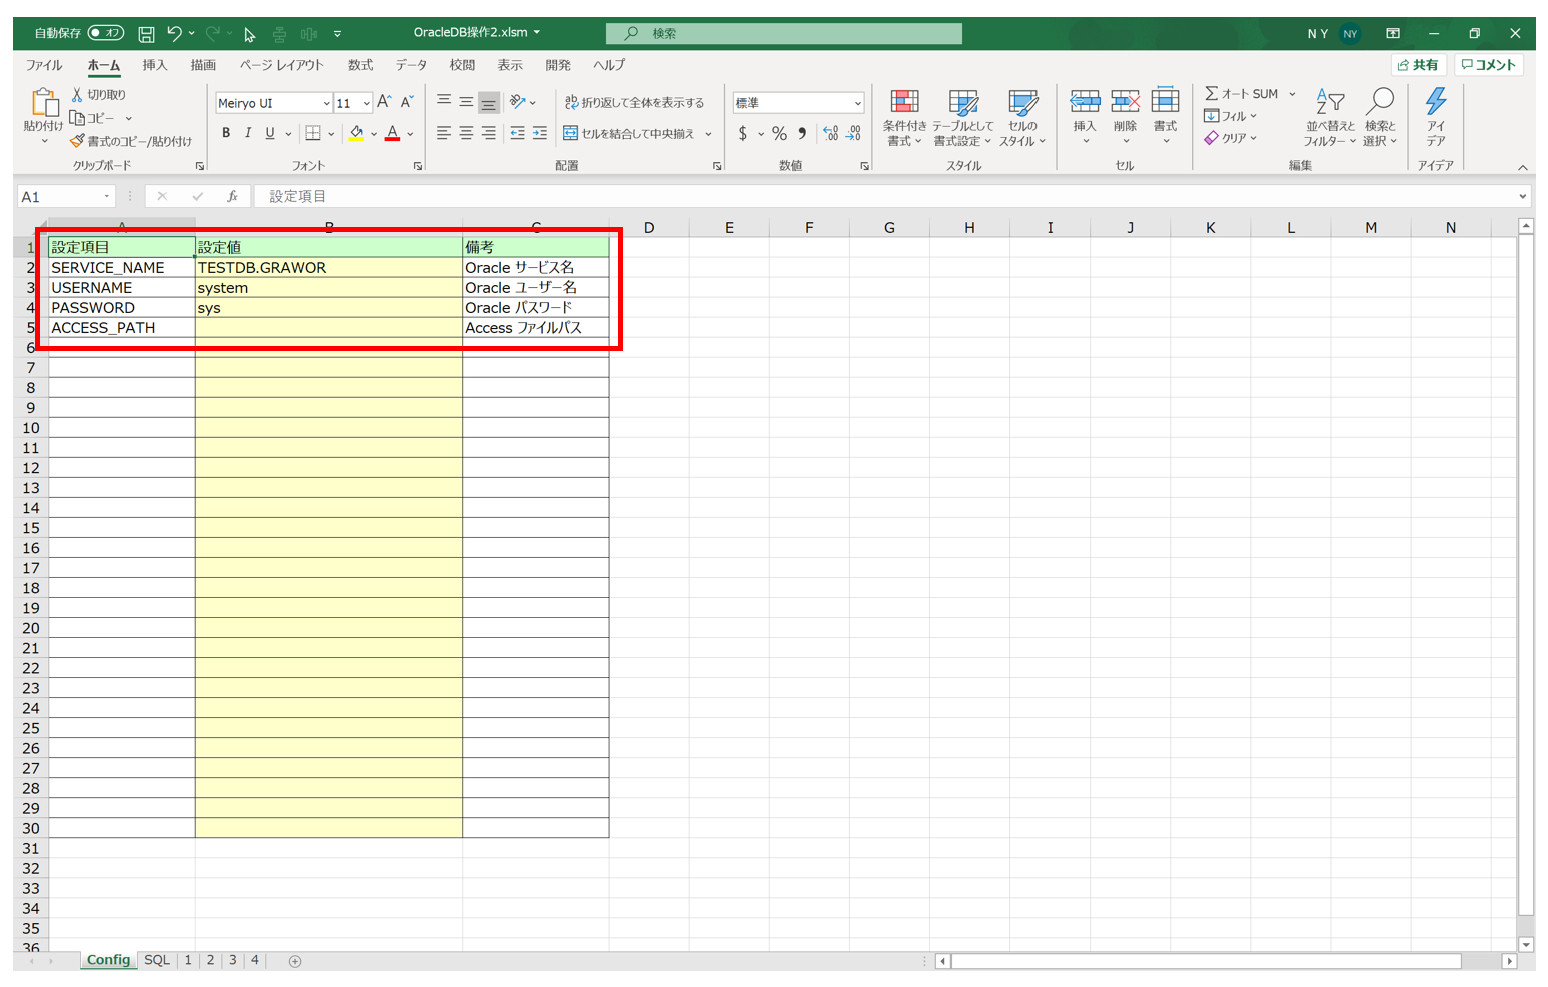 自動保存 オフ OracleDB操作2.xlsm 検索 N Y NY
ファイル ホーム 挿入 描画 ページ レイアウト 数式 データ 校閲 表示 開発 ヘルプ 共有 コメント
切り取り
コピー
書式のコピー/貼り付け
貼り付け
クリップボード
Meiryo UI 11 A A
B I U A
フォント
ab 折り返して全体を表示する
セルを結合して中央揃え
配置
標準
$ % 9 .00 .00
数値
条件付き書式 テーブルとして書式設定 セルのスタイル
スタイル
挿入 削除 書式
セル
Σ オート SUM
フィル
クリア
並べ替えとフィルター 検索と選択
編集
アイデア
アイデア
A1 fx 設定項目
A B C D E F G H I J K L M N
1 設定項目 設定値 備考
2 SERVICE_NAME TESTDB.GRAWOR Oracle サービス名
3 USERNAME system Oracle ユーザー名
4 PASSWORD sys Oracle パスワード
5 ACCESS_PATH Access ファイルパス
6
7
8
9
10
11
12
13
14
15
16
17
18
19
20
21
22
23
24
25
26
27
28
29
30
31
32
33
34
35
36
Config SQL 1 2 3 4